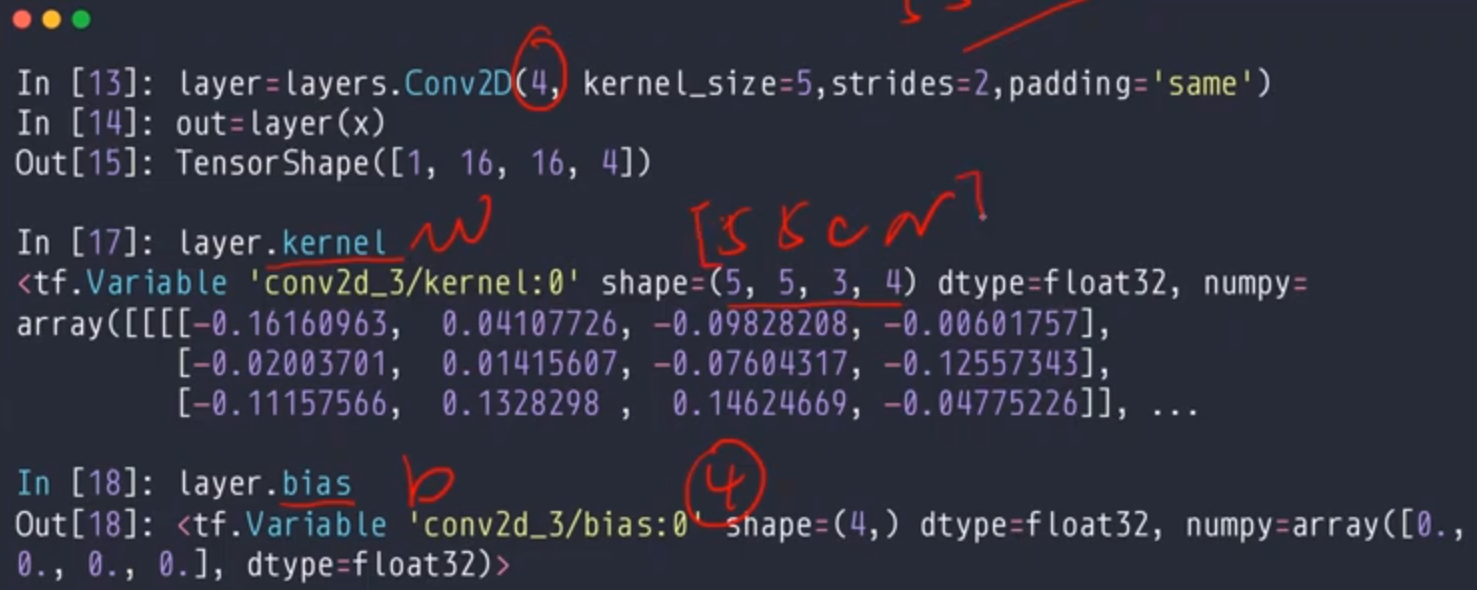 In [13]: layer=layers.Conv2D(4, kernel_size=5,strides=2,padding='same')
In [14]: out=layer(x)
Out[15]: TensorShape([1, 16, 16, 4])
w
[5 5 c N]
In [17]: layer.kernel
<tf.Variable 'conv2d_3/kernel:0' shape=(5, 5, 3, 4) dtype=float32, numpy=
array([[[[-0.16160963, 0.04107726, -0.09828208, -0.00601757],
[-0.02003701, 0.01415607, -0.07604317, -0.12557343],
[-0.11157566, 0.1328298 , 0.14624669, -0.04775226]], ...
In [18]: layer.bias b
4
Out[18]: <tf.Variable 'conv2d_3/bias:0' shape=(4,) dtype=float32, numpy=array([0.,
0., 0., 0.], dtype=float32)>